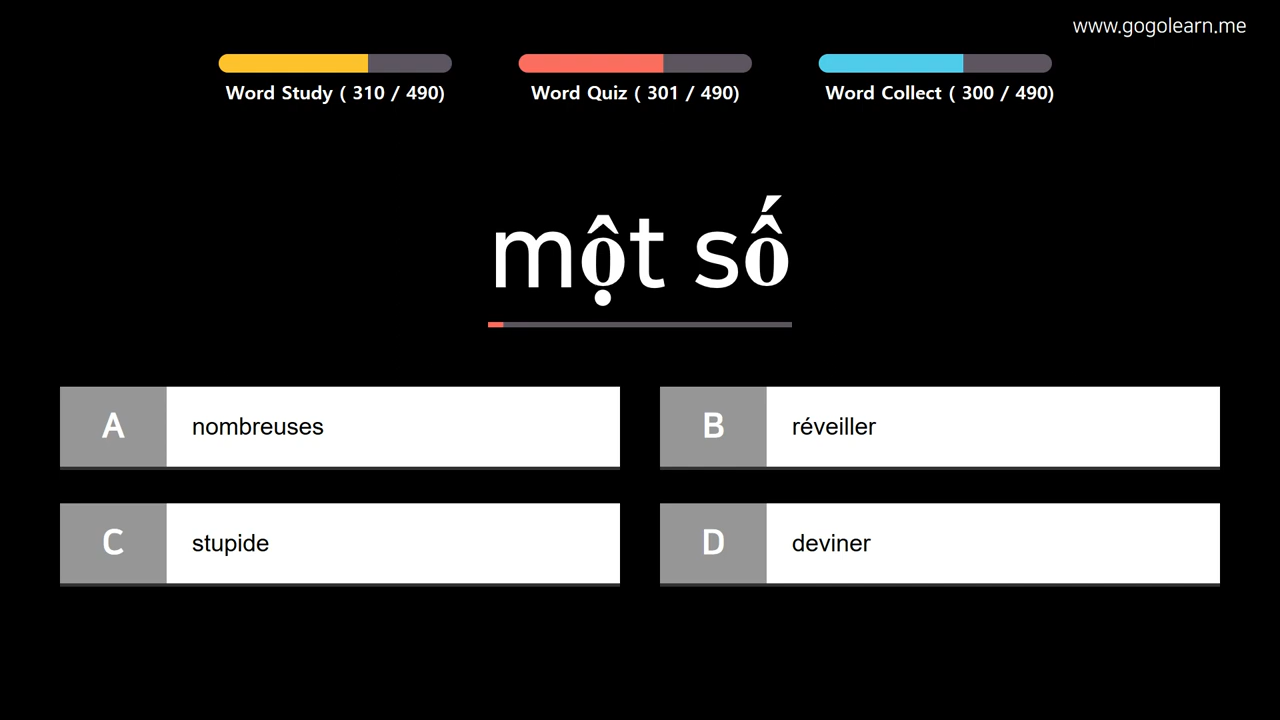 www.gogolearn.me
Word Study ( 310 / 490)
Word Quiz ( 301 / 490)
Word Collect ( 300 / 490)
một số
A
nombreuses
B
réveiller
C
stupide
D
deviner